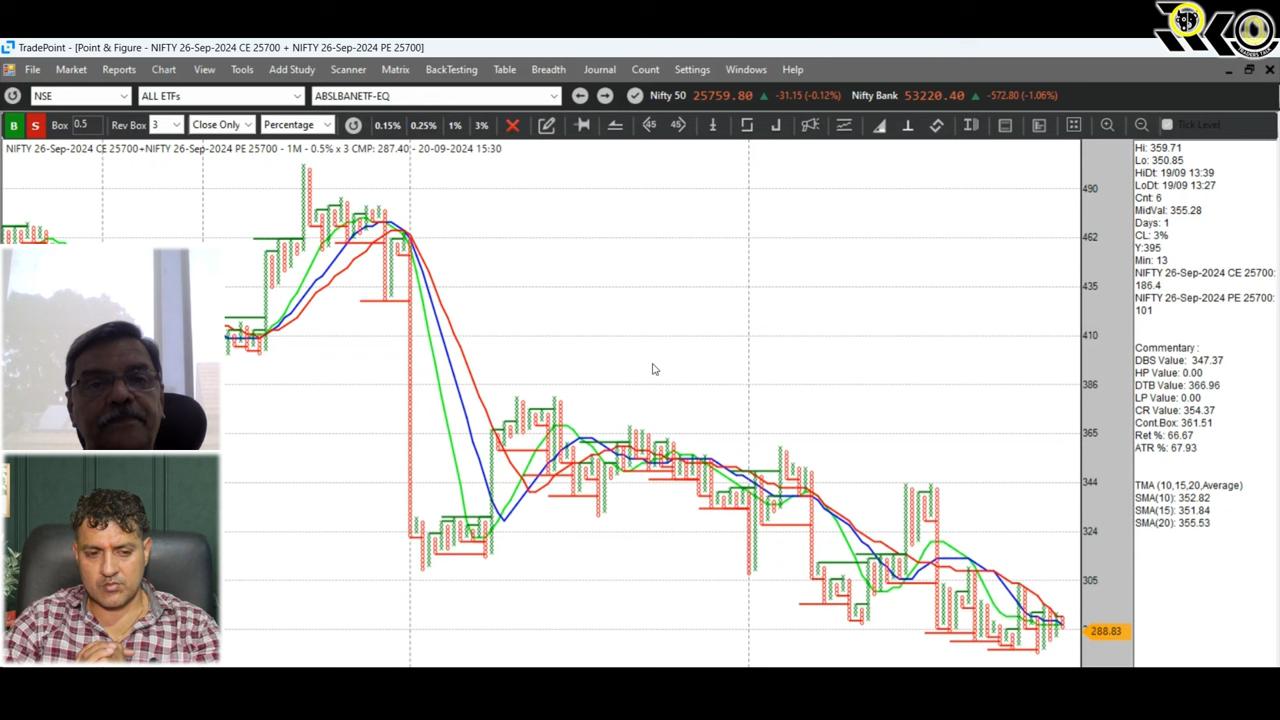 RKO
TRADERS TALK
TradePoint - [Point & Figure - NIFTY 26-Sep-2024 CE 25700 + NIFTY 26-Sep-2024 PE 25700]
File Market Reports Chart View Tools Add Study Scanner Matrix BackTesting Table Breadth Journal Count Settings Windows Help
NSE ALL ETFs ABSLBANETF-EQ Nifty 50 25759.80 ▲ -31.15 (-0.12%) Nifty Bank 53220.40 ▲ -572.80 (-1.06%)
B S Box 0.5 Rev Box 3 Close Only Percentage 0.15% 0.25% 1% 3% 45 45 Tick Level
NIFTY 26-Sep-2024 CE 25700+NIFTY 26-Sep-2024 PE 25700 - 1M - 0.5% x 3 CMP: 287.40 - 20-09-2024 15:30
490
462
435
410
386
365
344
324
305
288.83
Hi: 359.71
Lo: 350.85
HiDt: 19/09 13:39
LoDt: 19/09 13:27
Cnt: 6
MidVal: 355.28
Days: 1
CL: 3%
Y:395
Min: 13
NIFTY 26-Sep-2024 CE 25700:
186.4
NIFTY 26-Sep-2024 PE 25700:
101
Commentary :
DBS Value: 347.37
HP Value: 0.00
DTB Value: 366.96
LP Value: 0.00
CR Value: 354.37
Cont.Box: 361.51
Ret %: 66.67
ATR %: 67.93
TMA (10,15,20,Average)
SMA(10): 352.82
SMA(15): 351.84
SMA(20): 355.53